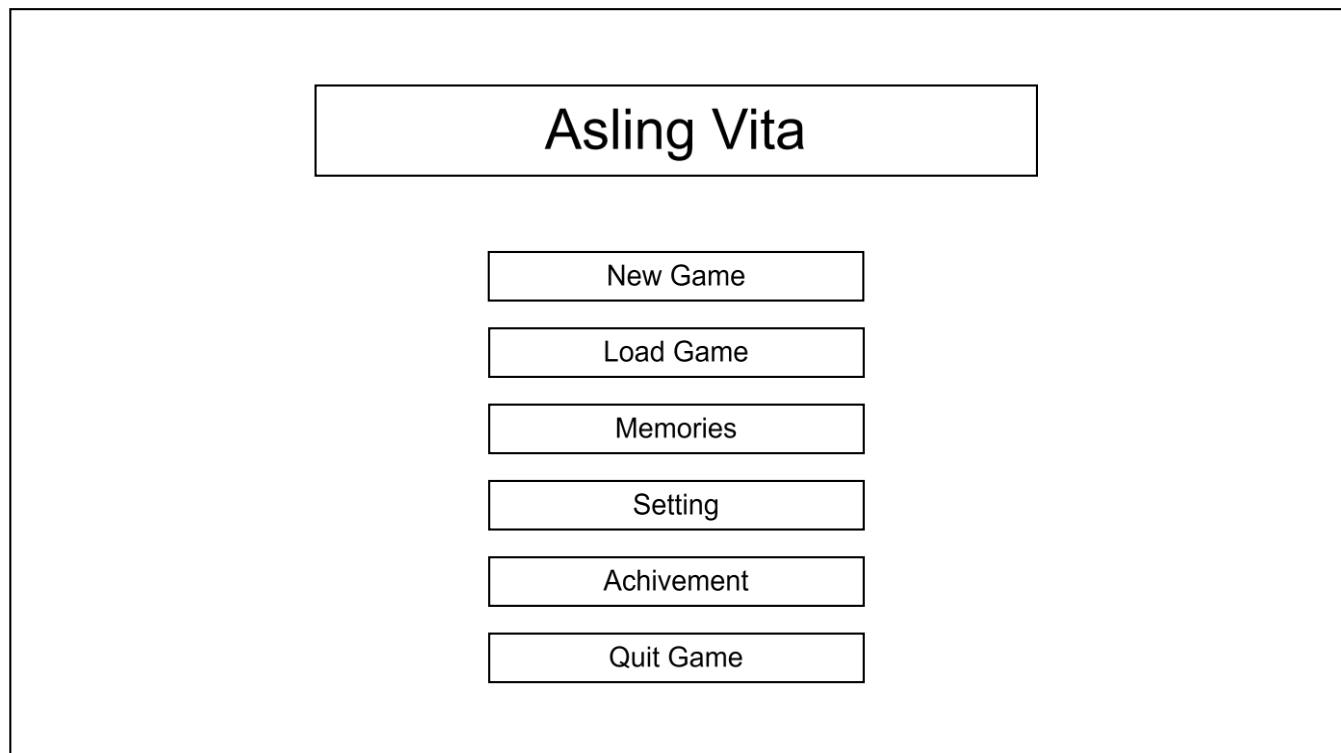 Asling Vita
New Game
Load Game
Memories
Setting
Achivement
Quit Game